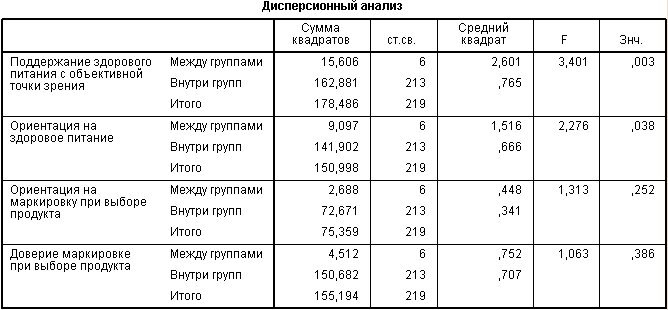 Дисперсионный анализ
Сумма квадратов ст.св. Средний квадрат F Знч.
Поддержание здорового питания с объективной точки зрения Между группами 15,606 6 2,601 3,401 ,003
Внутри групп 162,881 213 ,765
Итого 178,486 219
Ориентация на здоровое питание Между группами 9,097 6 1,516 2,276 ,038
Внутри групп 141,902 213 ,666
Итого 150,998 219
Ориентация на маркировку при выборе продукта Между группами 2,688 6 ,448 1,313 ,252
Внутри групп 72,671 213 ,341
Итого 75,359 219
Доверие маркировке при выборе продукта Между группами 4,512 6 ,752 1,063 ,386
Внутри групп 150,682 213 ,707
Итого 155,194 219